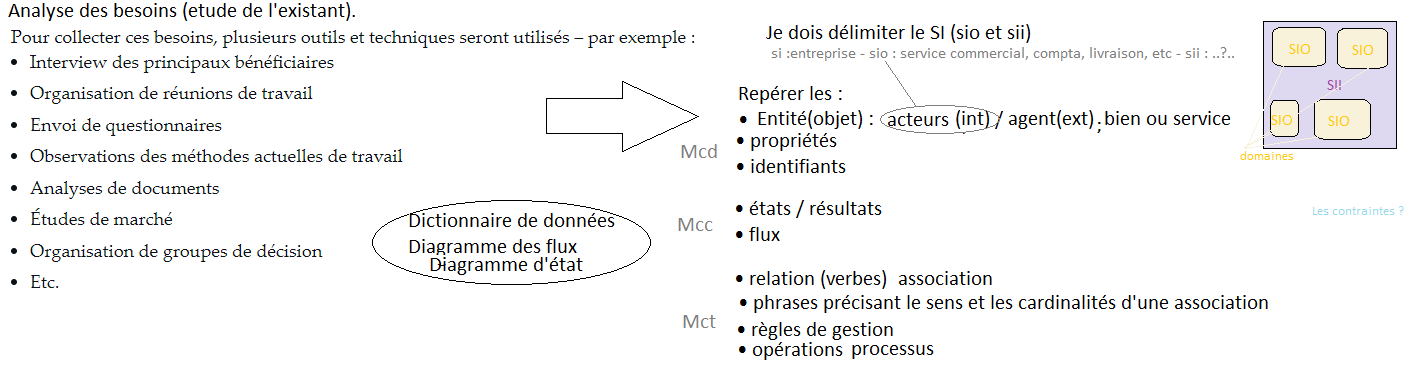 Analyse des besoins (etude de l'existant).
Pour collecter ces besoins, plusieurs outils et techniques seront utilisés – par exemple :
• Interview des principaux bénéficiaires
• Organisation de réunions de travail
• Envoi de questionnaires
• Observations des méthodes actuelles de travail
• Analyses de documents
• Études de marché
• Organisation de groupes de décision
• Etc.
Dictionnaire de données
Diagramme des flux
Diagramme d'état
Je dois délimiter le SI (sio et sii)
si :entreprise - sio : service commercial, compta, livraison, etc - sii : ..?..
Repérer les :
• Entité(objet) : acteurs (int) / agent(ext) ; bien ou service
Mcd
• propriétés
• identifiants
Mcc
• états / résultats
• flux
• relation (verbes) association
• phrases précisant le sens et les cardinalités d'une association
Mct
• règles de gestion
• opérations processus
SIO
SIO
SI!
SIO
SIO
domaines
Les contraintes ?